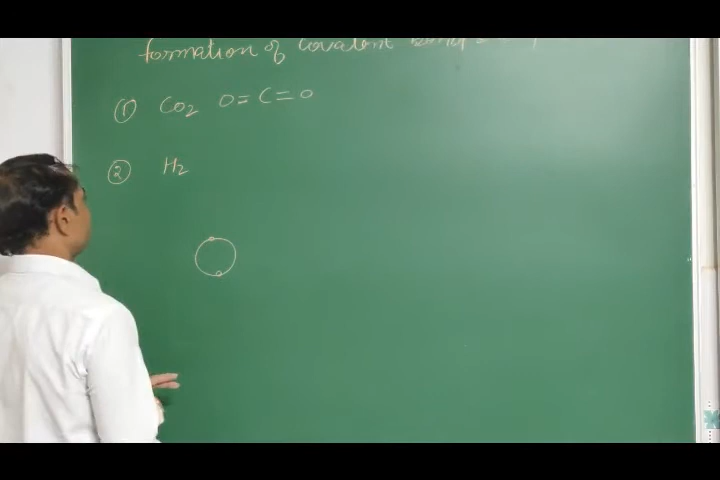 formation of covalent
① CO2 O=C=O
② H2